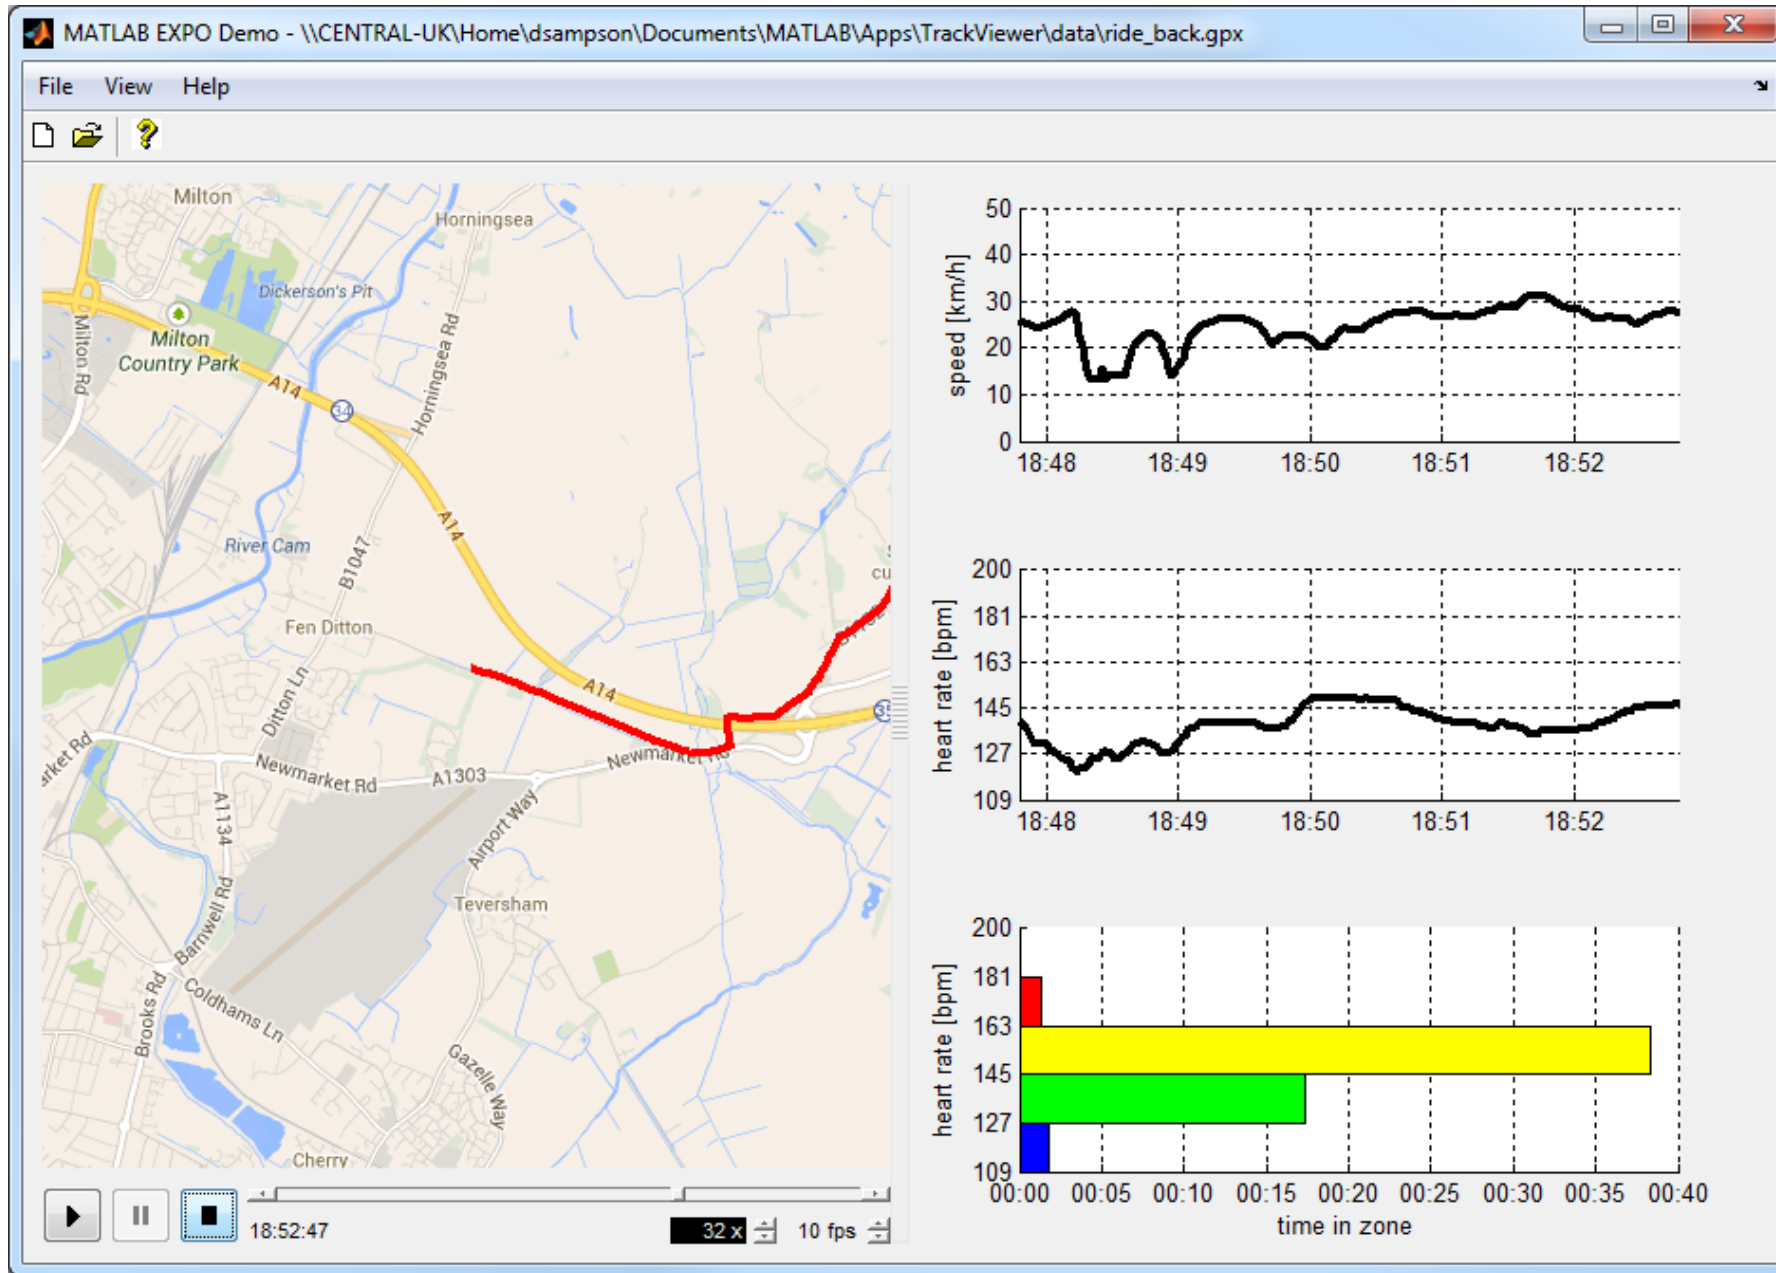 MATLAB EXPO Demo - \\CENTRAL-UK\Home\dsampson\Documents\MATLAB\Apps\TrackViewer\data\ride_back.gpx
File View Help
Milton
Horningsea
Dickerson's Pit
Milton Rd
Milton
Country Park
Horningsea Rd
A14
34
A14
River Cam
B1047
Fen Ditton
cu
Ditton Ln
A14
35
Newmarket Rd
A1303
Newmarket Rd
A1134
Airport Way
Barnwell Rd
Teversham
Brooks Rd
Coldhams Ln
Gazelle Way
Cherry
18:52:47
32 x
10 fps
50
40
30
20
10
0
speed [km/h]
18:48 18:49 18:50 18:51 18:52
200
181
163
145
127
109
heart rate [bpm]
18:48 18:49 18:50 18:51 18:52
200
181
163
145
127
109
heart rate [bpm]
00:00 00:05 00:10 00:15 00:20 00:25 00:30 00:35 00:40
time in zone